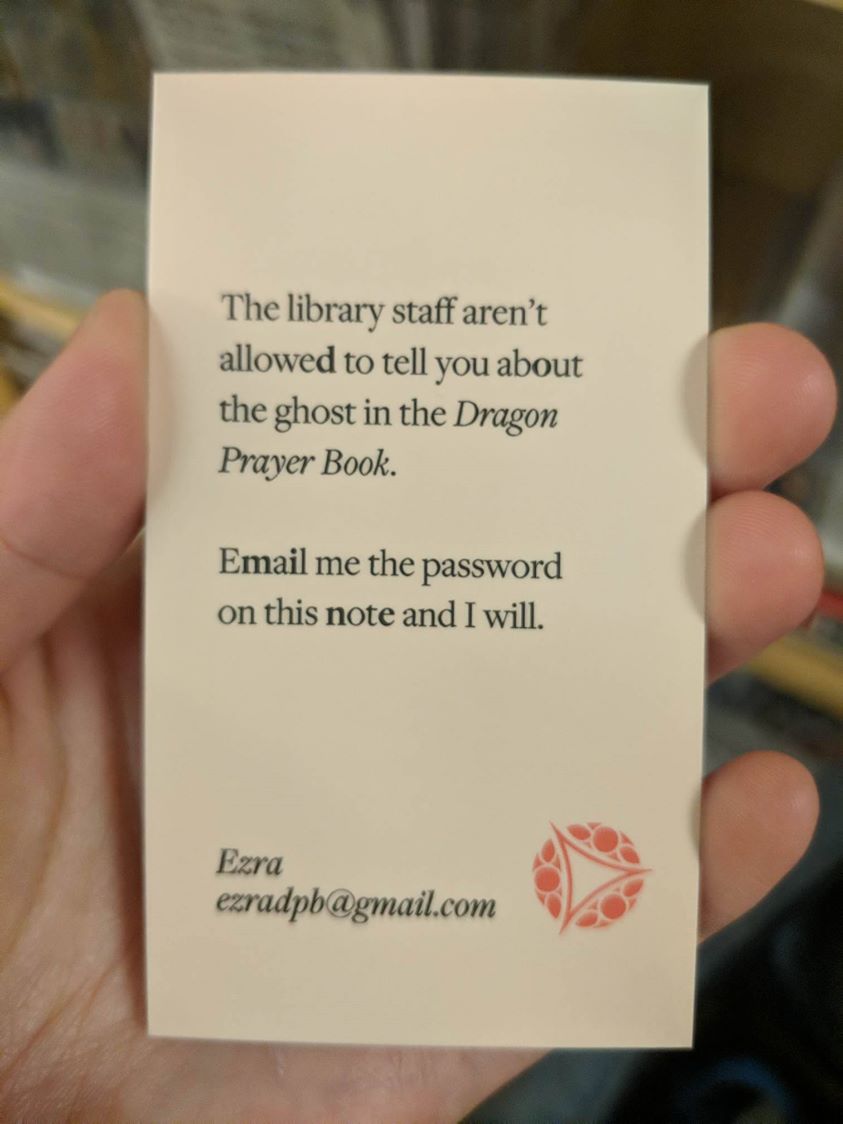 The library staff aren’t
allowed to tell you about
the ghost in the Dragon
Prayer Book.
Email me the password
on this note and I will.
Ezra
ezradpb@gmail.com